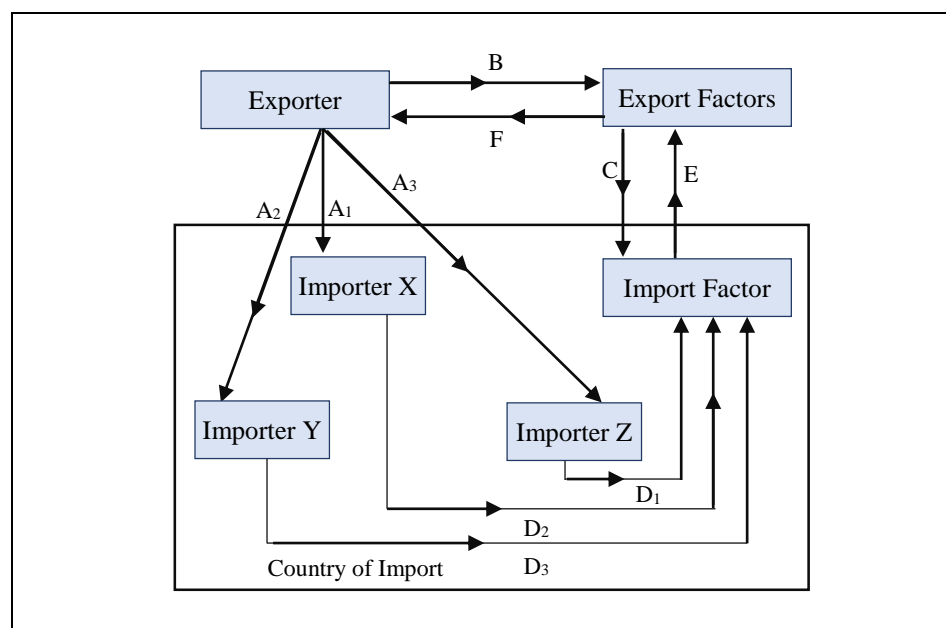 B
Exporter
Export Factors
F
C
E
A3
A2
A1
Importer X
Import Factor
Importer Y
Importer Z
D1
D2
Country of Import
D3